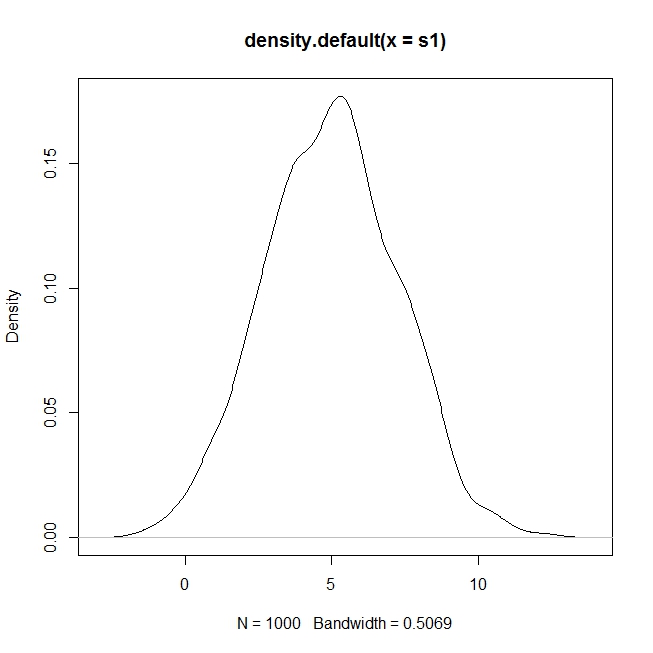 density.default(x = s1)
Density
0.00
0.05
0.10
0.15
0
5
10
N = 1000   Bandwidth = 0.5069